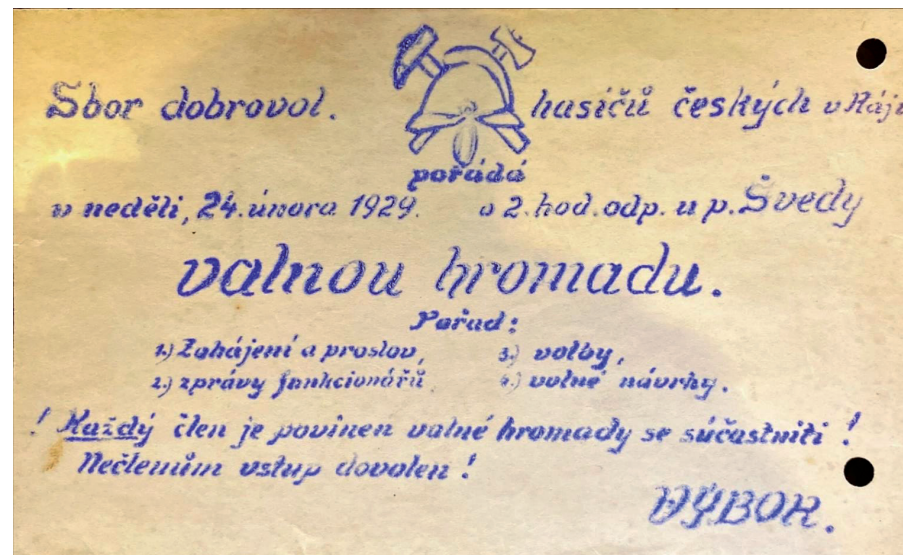 Sbor dobrovol. hasičů českých v Háji
pořádá
v neděli, 24. února 1929. o 2. hod. odp. u p. Švedy
valnou hromadu.
Pořad:
1.) Zahájení a proslov, 3.) volby,
2.) zprávy funkcionářů, 4.) volné návrhy.
! Každý člen je povinen valné hromady se súčastniti !
Nečlenům vstup dovolen !
VÝBOR.